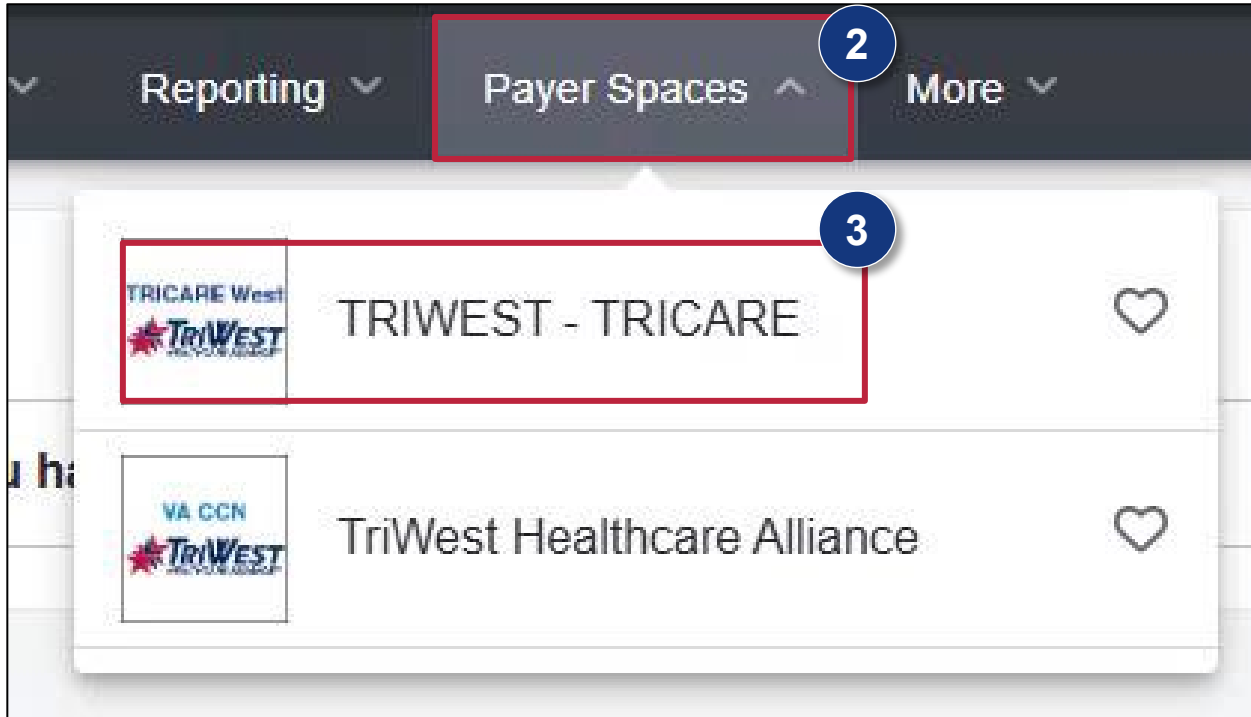 2
Reporting Payer Spaces More
3
TRICARE West
TRIWEST
TRIWEST - TRICARE
u ha
VA CCN
TRIWEST
TriWest Healthcare Alliance